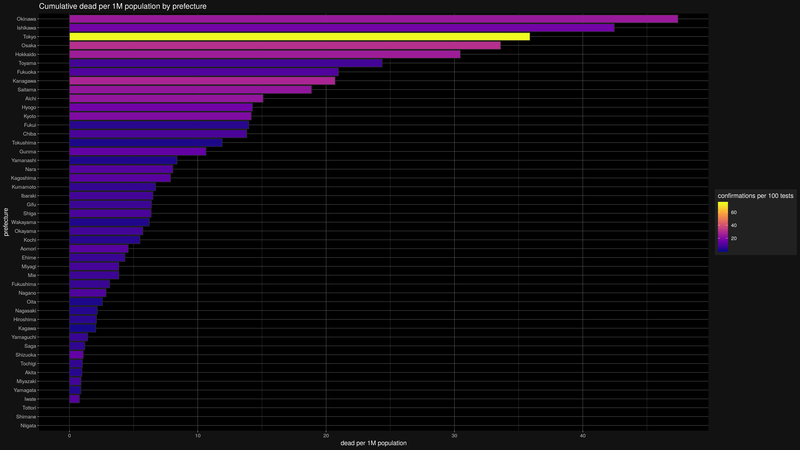 Cumulative dead per 1M population by prefecture
Okinawa
Ishikawa
Tokyo
Osaka
Hokkaido
Toyama
Fukuoka
Kanagawa
Saitama
Aichi
Hyogo
Kyoto
Fukui
Chiba
Tokushima
Gunma
Yamanashi
Nara
Kagoshima
Kumamoto
Ibaraki
Gifu
Shiga
Wakayama
Okayama
Kochi
Aomori
Ehime
Miyagi
Mie
Fukushima
Nagano
Oita
Nagasaki
Hiroshima
Kagawa
Yamaguchi
Saga
Shizuoka
Tochigi
Akita
Miyazaki
Yamagata
Iwate
Tottori
Shimane
Niigata
prefecture
0 10 20 30 40
dead per 1M population
confirmations per 100 tests
60
40
20